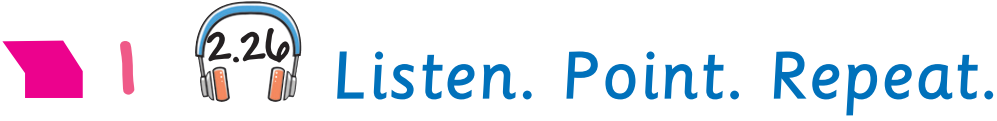 1 2.26 Listen. Point. Repeat.